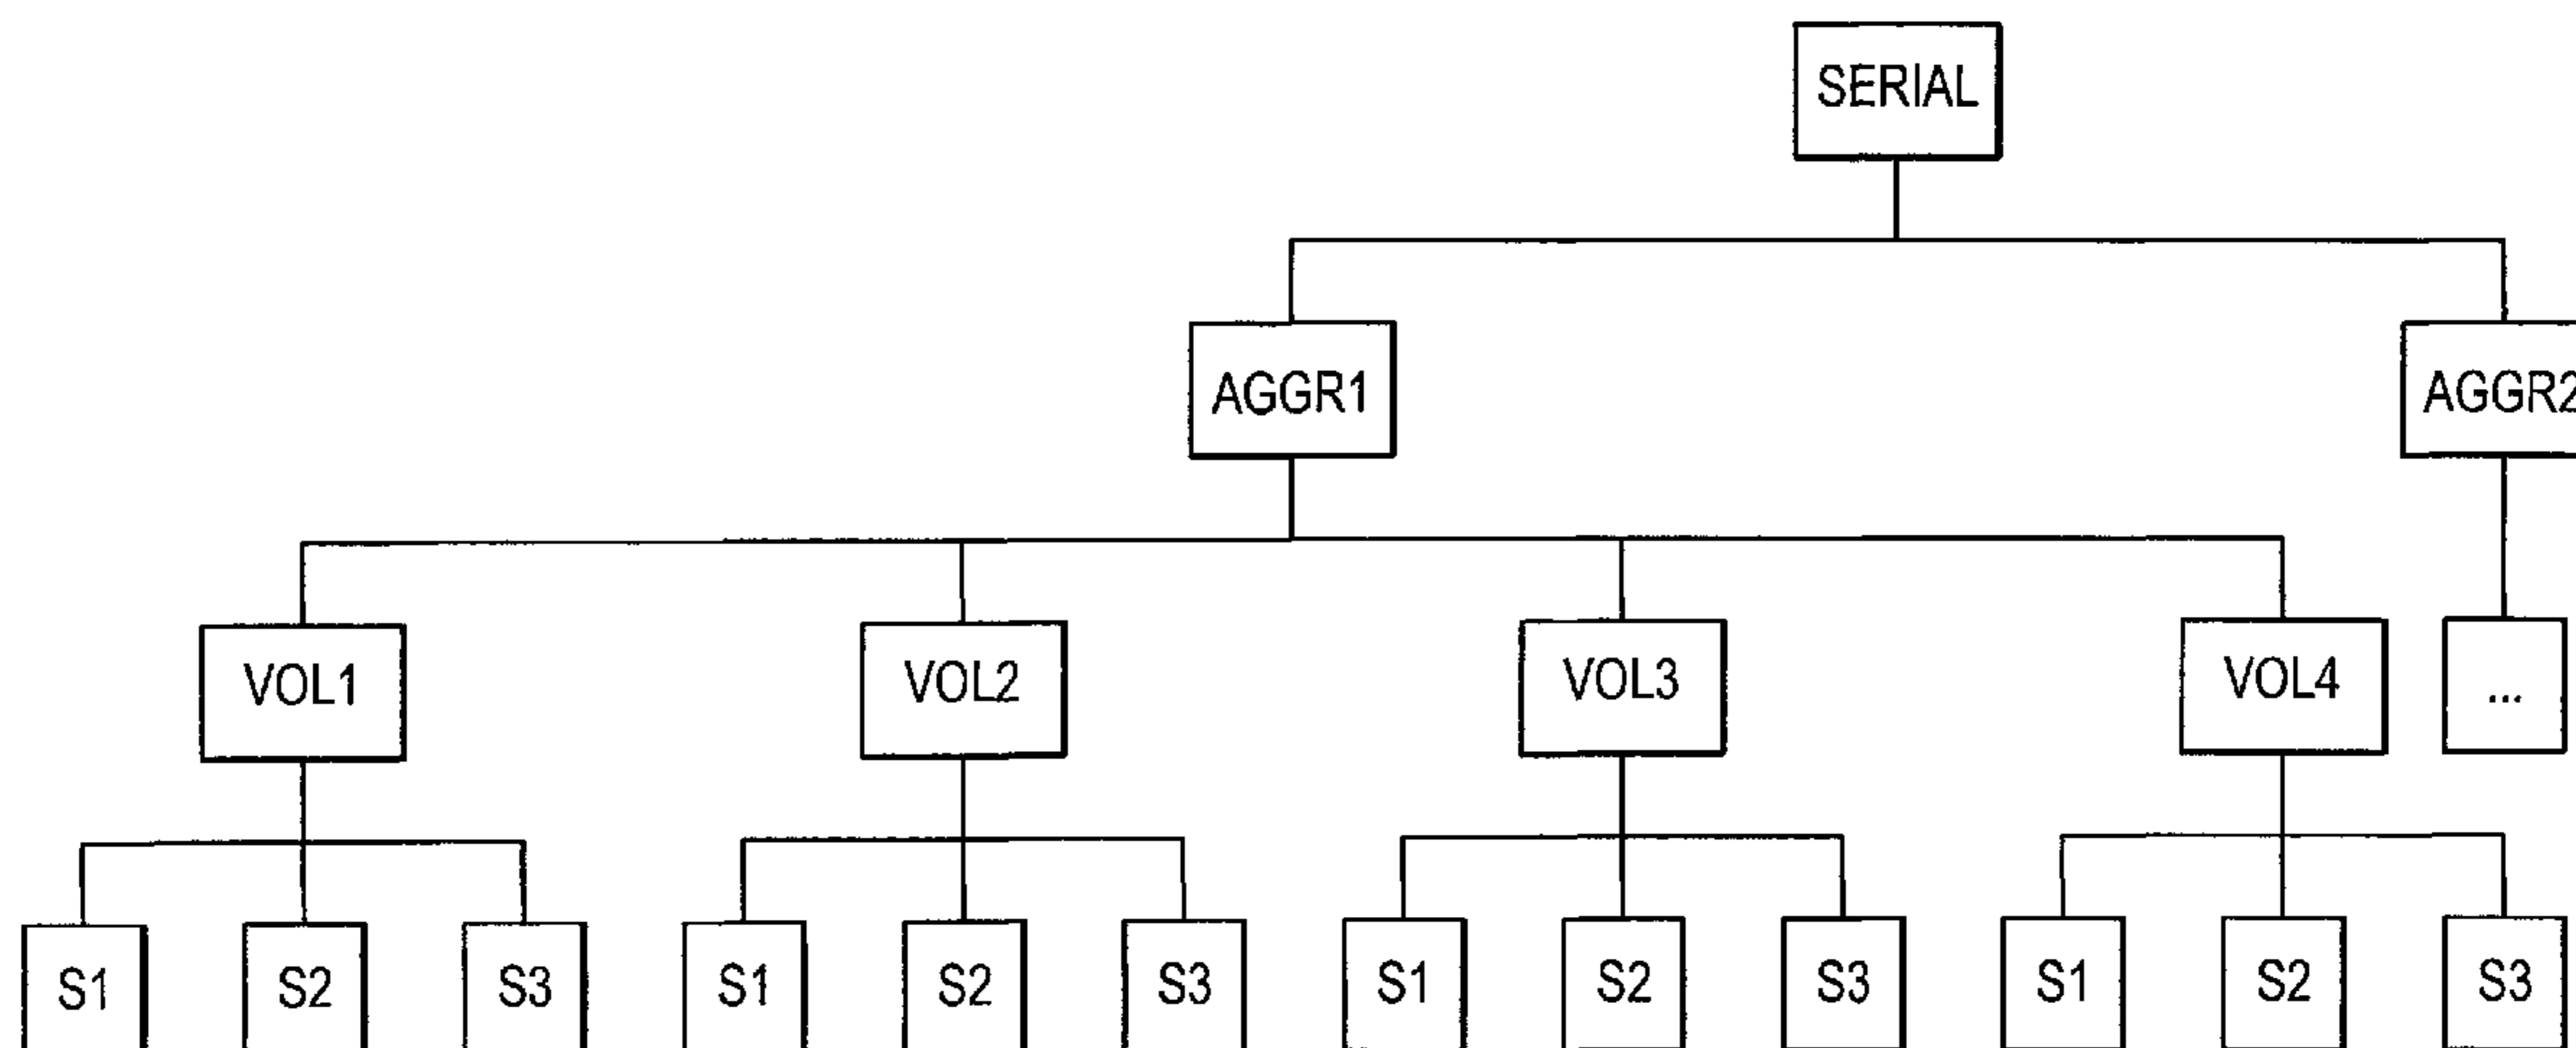 SERIAL
AGGR1 AGGR2
VOL1 VOL2 VOL3 VOL4 ...
S1 S2 S3 S1 S2 S3 S1 S2 S3 S1 S2 S3